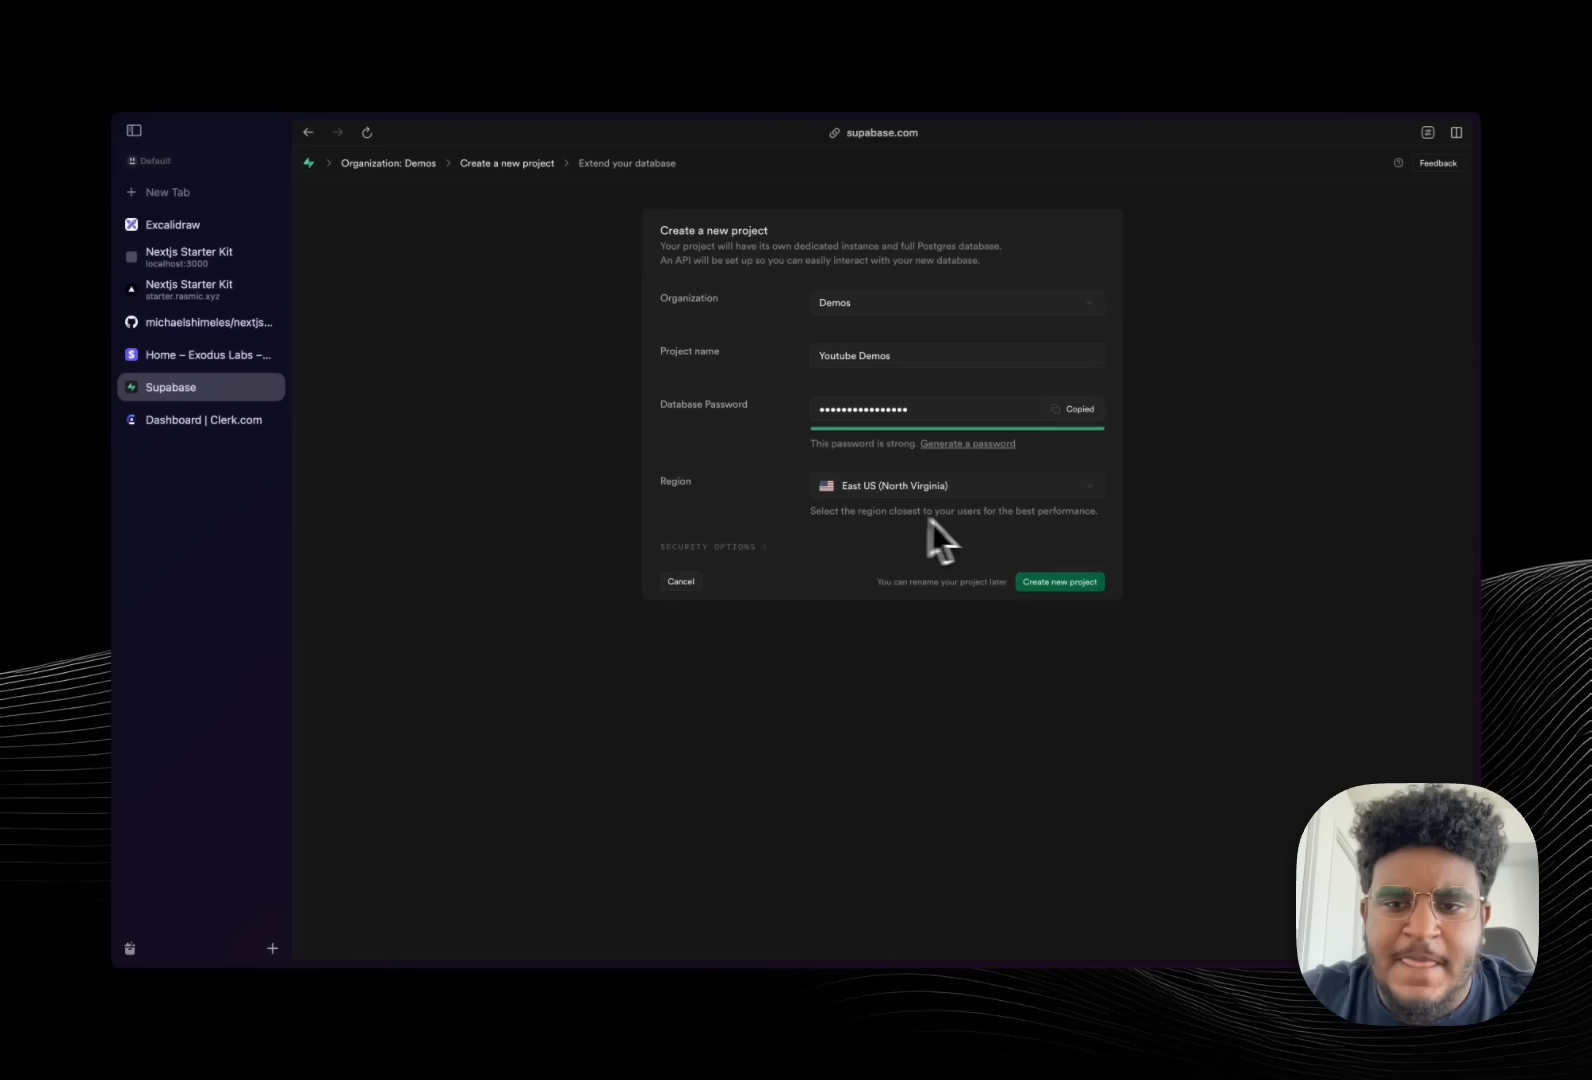 supabase.com
Default
Organization: Demos
Create a new project
Extend your database
Feedback
New Tab
Excalidraw
Nextjs Starter Kit
localhost:3000
Nextjs Starter Kit
starter.rasmic.xyz
michaelshimeles/nextjs...
Home – Exodus Labs –...
Supabase
Dashboard | Clerk.com
Create a new project
Your project will have its own dedicated instance and full Postgres database.
An API will be set up so you can easily interact with your new database.
Organization
Demos
Project name
Youtube Demos
Database Password
•••••••••••••••• Copied
This password is strong. Generate a password
Region
East US (North Virginia)
Select the region closest to your users for the best performance.
SECURITY OPTIONS
Cancel
You can rename your project later
Create new project